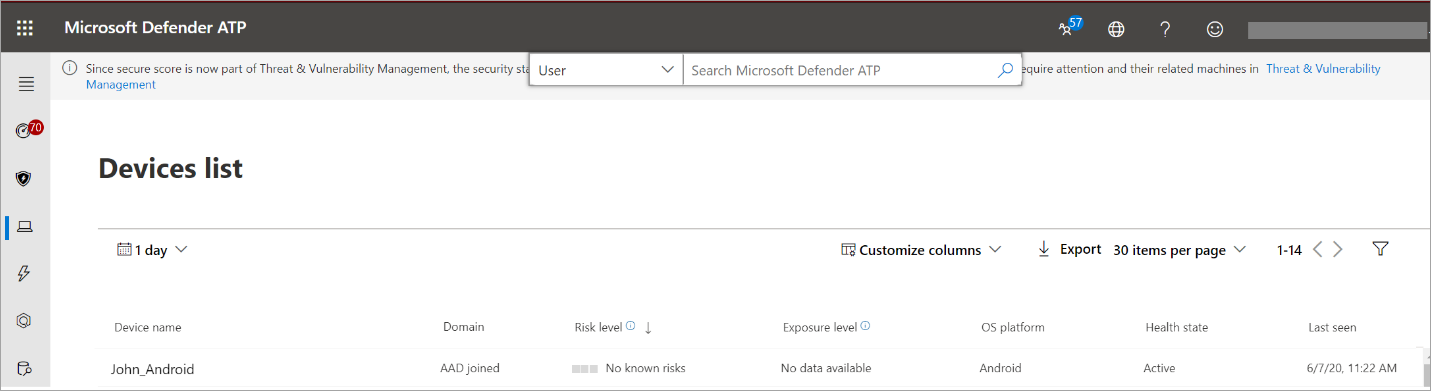 Microsoft Defender ATP
57
Since secure score is now part of Threat & Vulnerability Management, the security sta
User
Search Microsoft Defender ATP
equire attention and their related machines in Threat & Vulnerability
Management
70
Devices list
1 day
Customize columns
Export
30 items per page
1-14
Device name Domain Risk level Exposure level OS platform Health state Last seen
John_Android AAD joined No known risks No data available Android Active 6/7/20, 11:22 AM